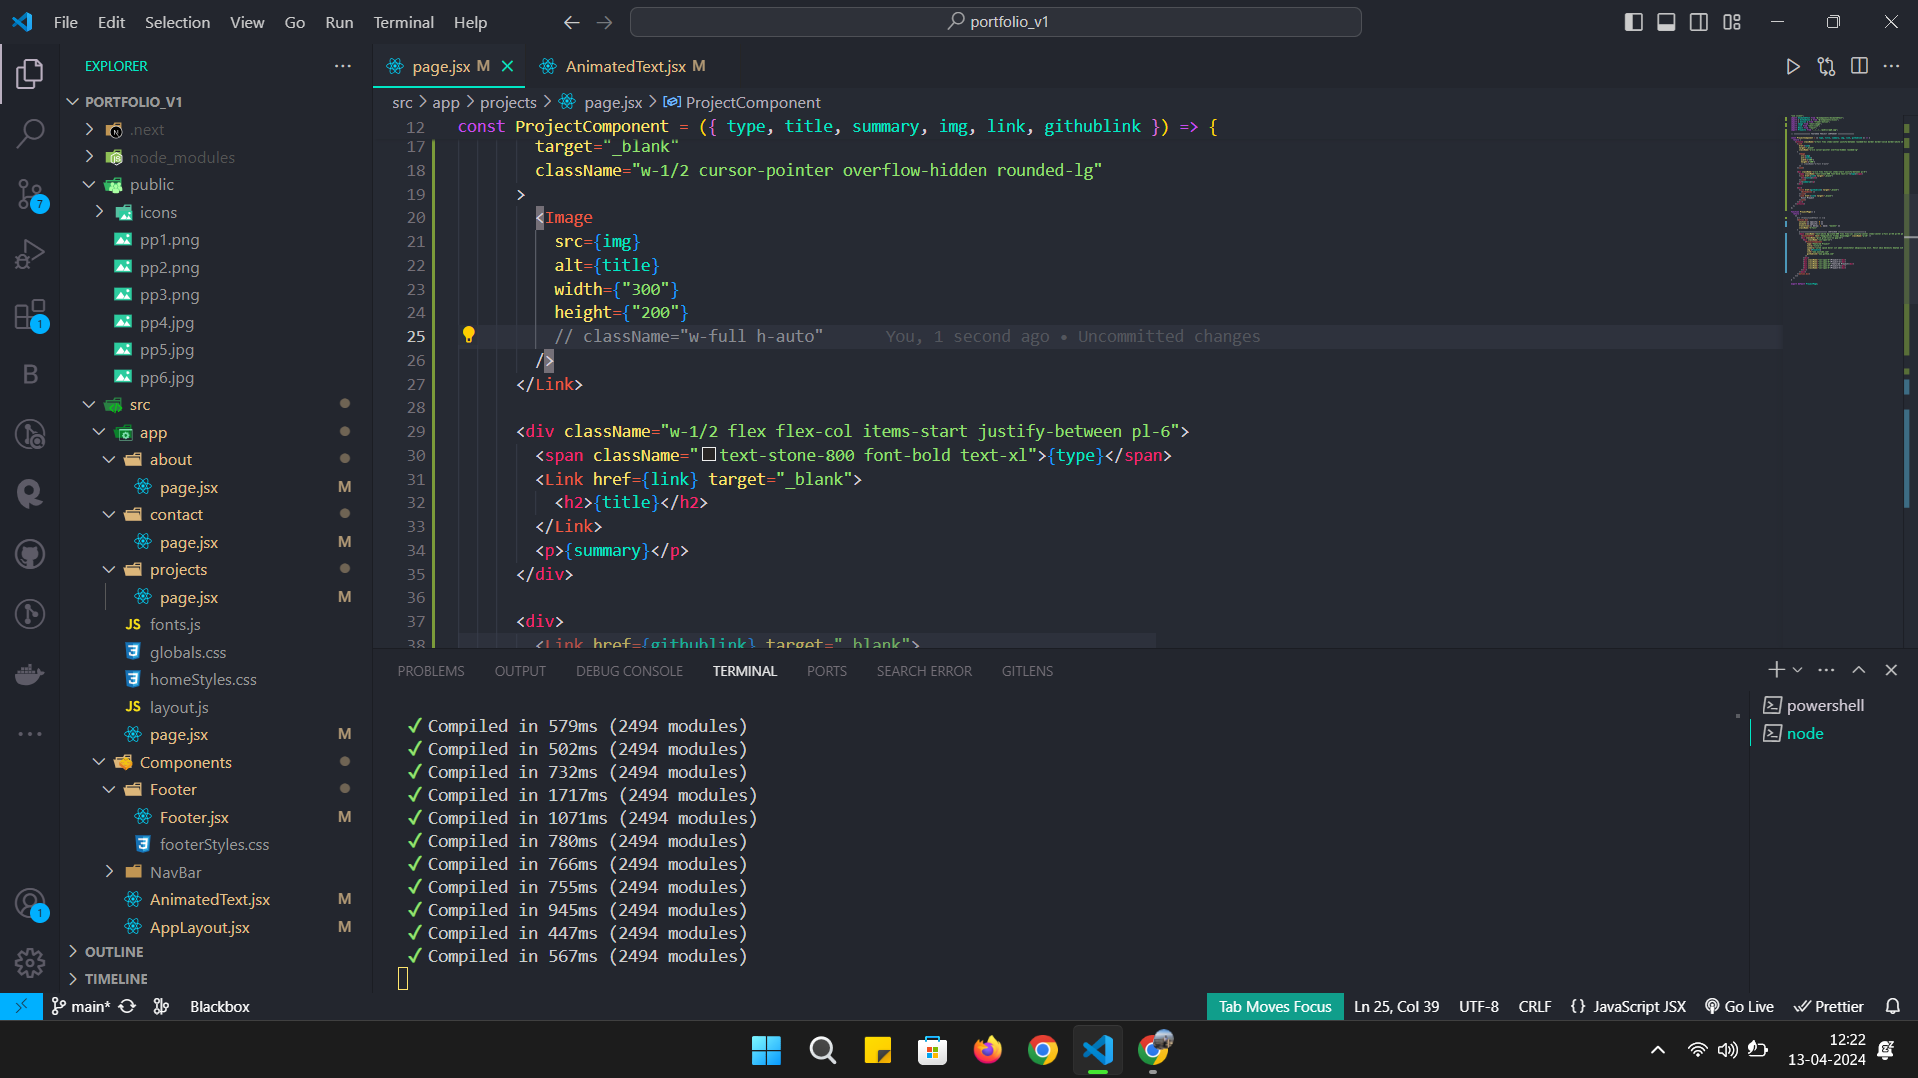 File Edit Selection View Go Run Terminal Help
portfolio_v1
EXPLORER
PORTFOLIO_V1
.next
node_modules
public
icons
pp1.png
pp2.png
pp3.png
pp4.jpg
pp5.jpg
pp6.jpg
src
app
about
page.jsx M
contact
page.jsx M
projects
page.jsx M
fonts.js
globals.css
homeStyles.css
layout.js
page.jsx M
Components
Footer
Footer.jsx M
footerStyles.css
NavBar
AnimatedText.jsx M
AppLayout.jsx M
OUTLINE
TIMELINE
7
1
B
1
page.jsx M
AnimatedText.jsx M
src > app > projects > page.jsx > ProjectComponent
12 const ProjectComponent = ({ type, title, summary, img, link, githublink }) => {
17 target="_blank"
18 className="w-1/2 cursor-pointer overflow-hidden rounded-lg"
19 >
20 <Image
21 src={img}
22 alt={title}
23 width={"300"}
24 height={"200"}
25 // className="w-full h-auto" You, 1 second ago • Uncommitted changes
26 />
27 </Link>
28
29 <div className="w-1/2 flex flex-col items-start justify-between pl-6">
30 <span className="text-stone-800 font-bold text-xl">{type}</span>
31 <Link href={link} target="_blank">
32 <h2>{title}</h2>
33 </Link>
34 <p>{summary}</p>
35 </div>
36
37 <div>
38 <Link href={githublink} target="_blank">
PROBLEMS OUTPUT DEBUG CONSOLE TERMINAL PORTS SEARCH ERROR GITLENS
✓ Compiled in 579ms (2494 modules)
✓ Compiled in 502ms (2494 modules)
✓ Compiled in 732ms (2494 modules)
✓ Compiled in 1717ms (2494 modules)
✓ Compiled in 1071ms (2494 modules)
✓ Compiled in 780ms (2494 modules)
✓ Compiled in 766ms (2494 modules)
✓ Compiled in 755ms (2494 modules)
✓ Compiled in 945ms (2494 modules)
✓ Compiled in 447ms (2494 modules)
✓ Compiled in 567ms (2494 modules)
powershell
node
main* Blackbox
Tab Moves Focus Ln 25, Col 39 UTF-8 CRLF {} JavaScript JSX Go Live Prettier
12:22
13-04-2024